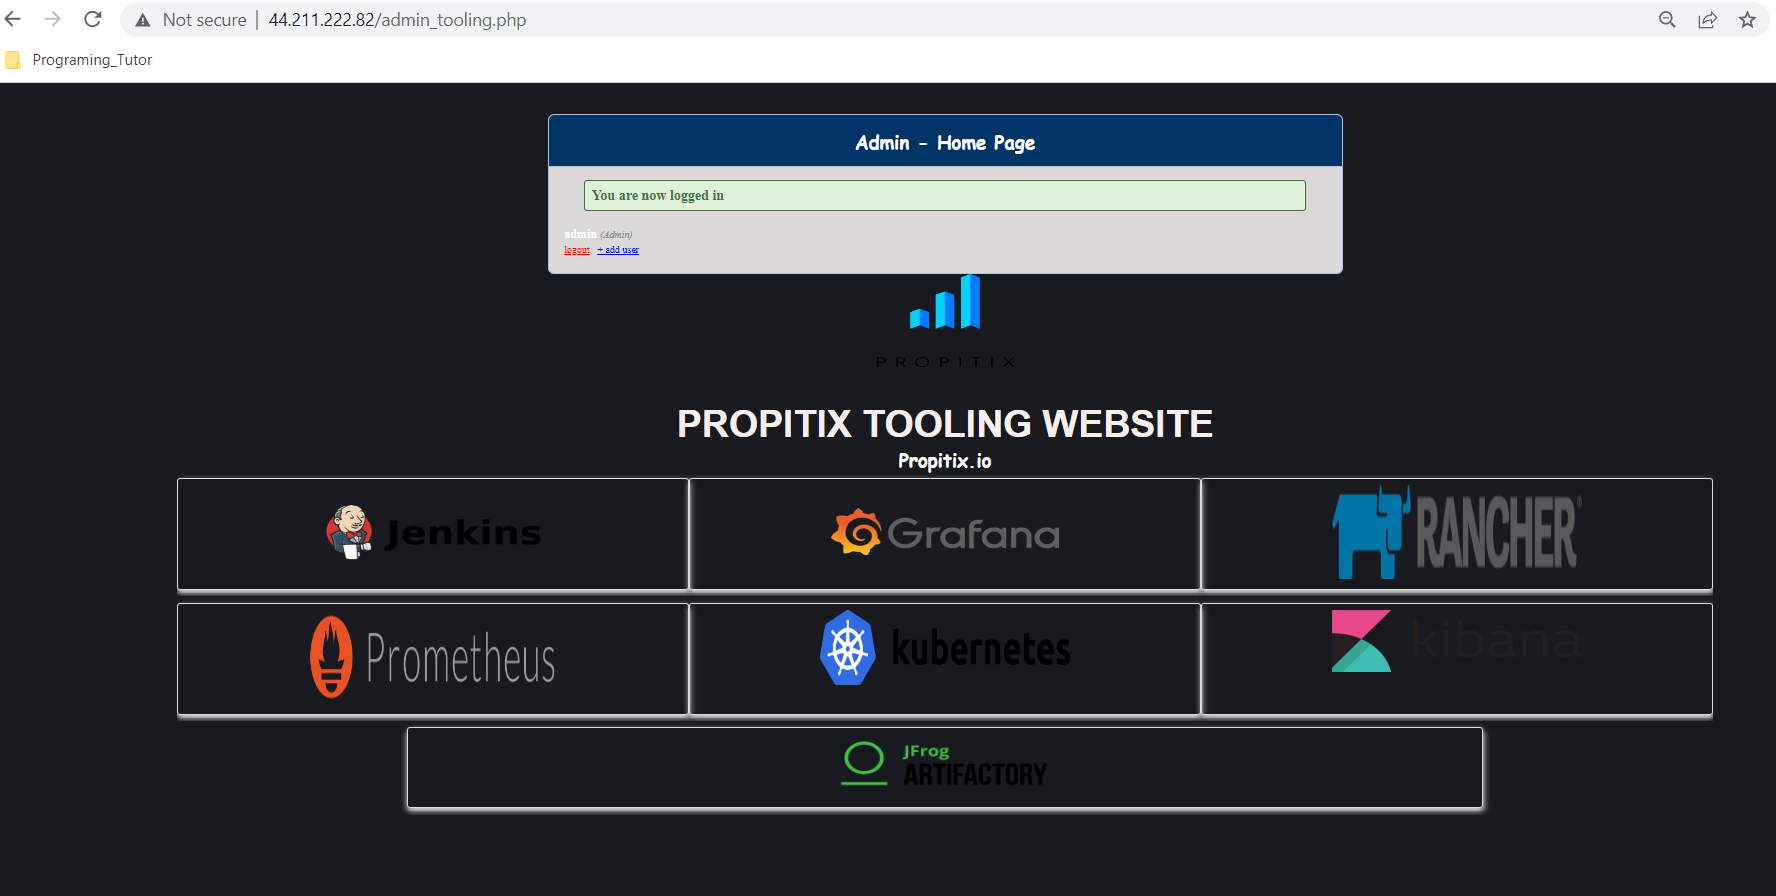 Not secure | 44.211.222.82/admin_tooling.php
Programing_Tutor
Admin - Home Page
You are now logged in
admin (Admin)
logout + add user
PROPITIX
PROPITIX TOOLING WEBSITE
Propitix.io
Jenkins Grafana RANCHER®
Prometheus kubernetes kibana
JFrog
ARTIFACTORY